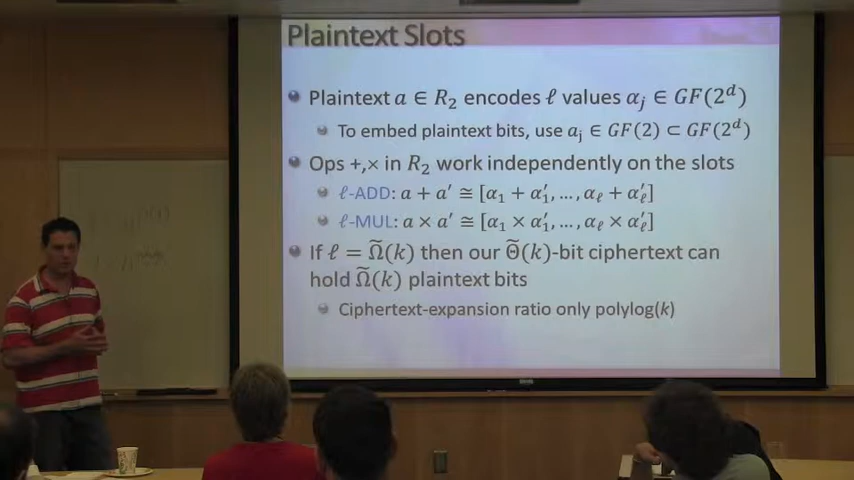 Plaintext Slots
Plaintext a ∈ R₂ encodes ℓ values αⱼ ∈ GF(2ᵈ)
To embed plaintext bits, use aⱼ ∈ GF(2) ⊂ GF(2ᵈ)
Ops +,× in R₂ work independently on the slots
ℓ-ADD: a + a′ ≅ [α₁ + α′₁, …, αℓ + α′ℓ]
ℓ-MUL: a × a′ ≅ [α₁ × α′₁, …, αℓ × α′ℓ]
If ℓ = Ω̃(k) then our Θ̃(k)-bit ciphertext can
hold Ω̃(k) plaintext bits
Ciphertext-expansion ratio only polylog(k)